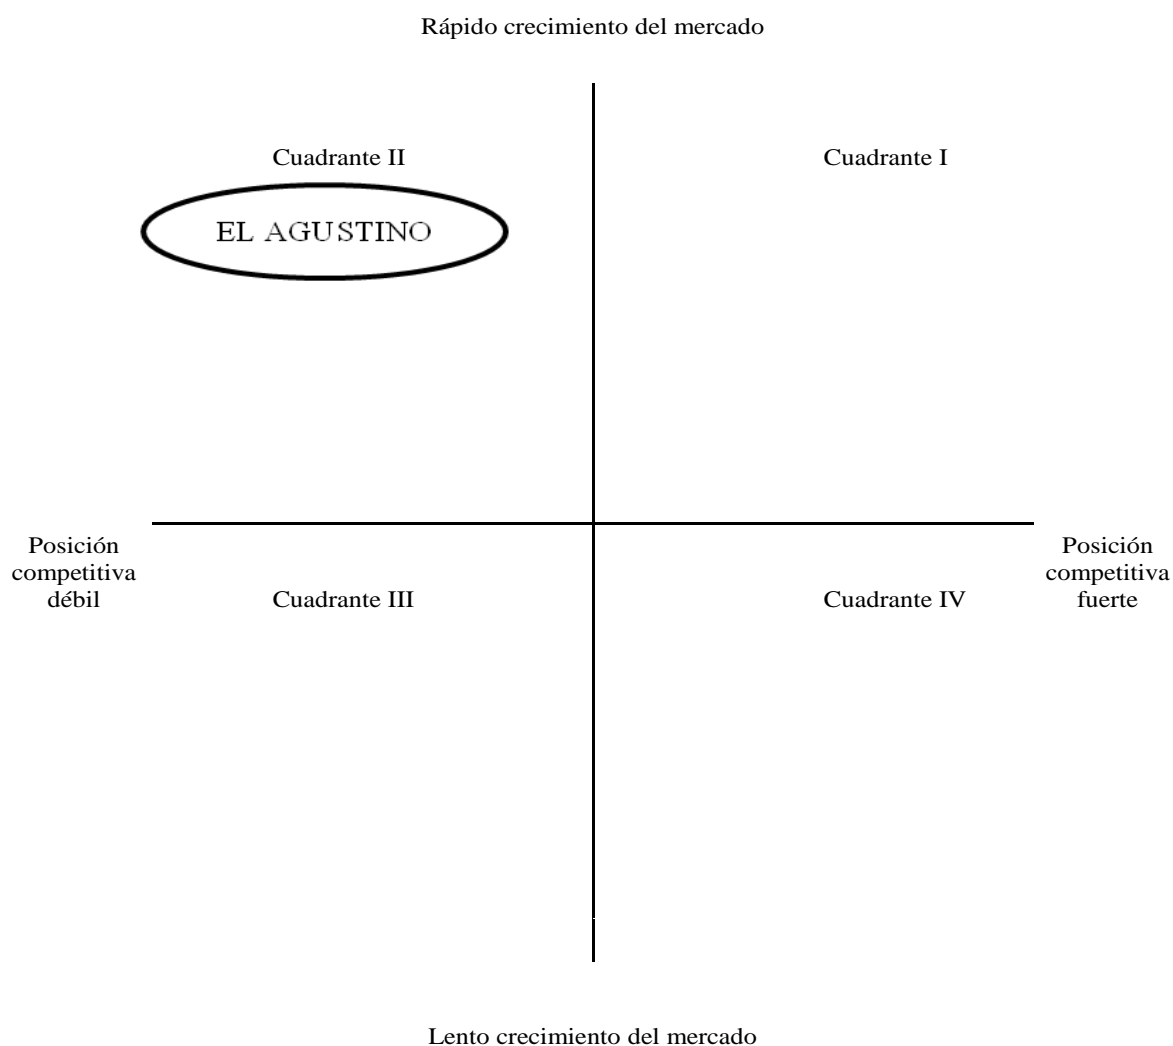 Rápido crecimiento del mercado
Cuadrante II
Cuadrante I
EL AGUSTINO
Posición
competitiva
débil
Posición
competitiva
fuerte
Cuadrante III
Cuadrante IV
Lento crecimiento del mercado